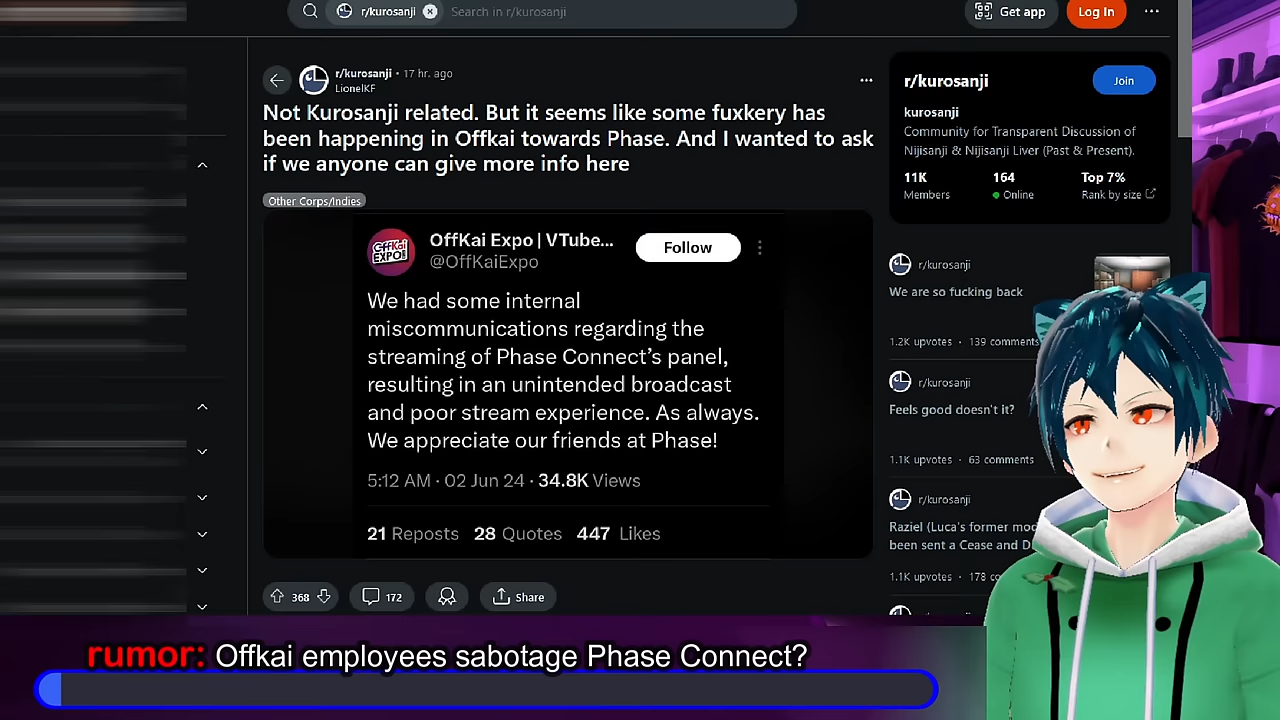 r/kurosanji
Search in r/kurosanji
Get app
Log In
r/kurosanji • 17 hr. ago
LionelKF
Not Kurosanji related. But it seems like some fuxkery has
been happening in Offkai towards Phase. And I wanted to ask
if we anyone can give more info here
Other Corps/Indies
OFFKAI
EXPO!
OffKai Expo | VTube...
@OffKaiExpo
Follow
We had some internal
miscommunications regarding the
streaming of Phase Connect’s panel,
resulting in an unintended broadcast
and poor stream experience. As always.
We appreciate our friends at Phase!
5:12 AM · 02 Jun 24 · 34.8K Views
21 Reposts 28 Quotes 447 Likes
368
172
Share
r/kurosanji
Join
kurosanji
Community for Transparent Discussion of
Nijisanji & Nijisanji Liver (Past & Present).
11K
164
Top 7%
Members
Online
Rank by size
r/kurosanji
We are so fucking back
1.2K upvotes · 139 comments
r/kurosanji
Feels good doesn't it?
1.1K upvotes · 63 comments
r/kurosanji
Raziel (Luca's former mod
been sent a Cease and D
1.1K upvotes · 178 co
rumor: Offkai employees sabotage Phase Connect?